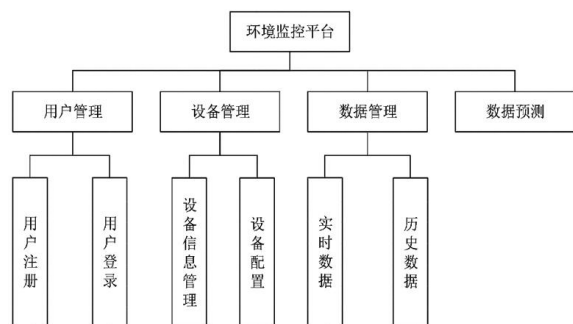 环境监控平台
用户管理
设备管理
数据管理
数据预测
用户注册
用户登录
设备信息管理
设备配置
实时数据
历史数据